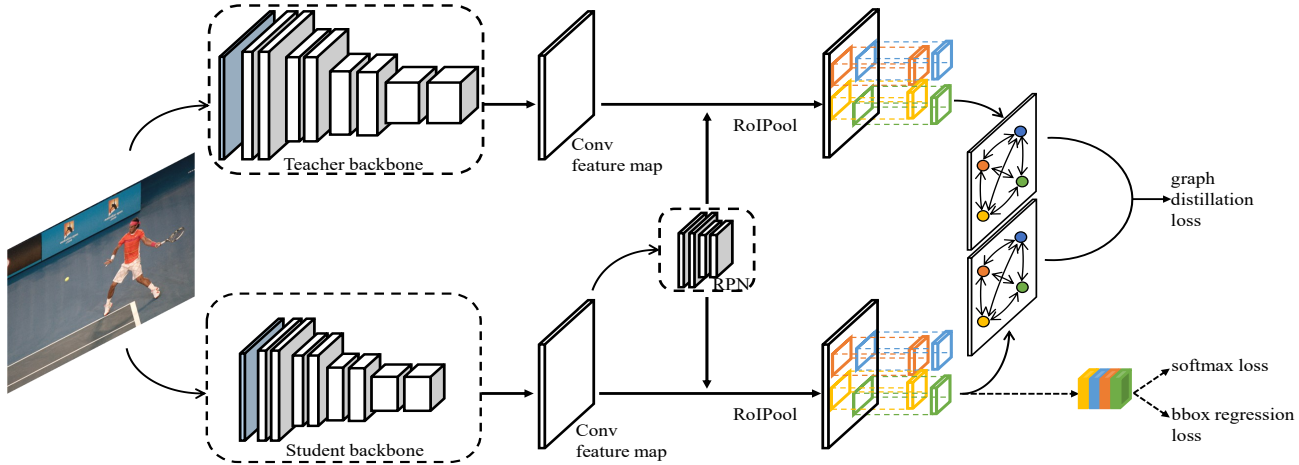 Teacher backbone
Conv
feature map
RoIPool
graph
distillation
loss
RPN
Student backbone
Conv
feature map
RoIPool
softmax loss
bbox regression
loss